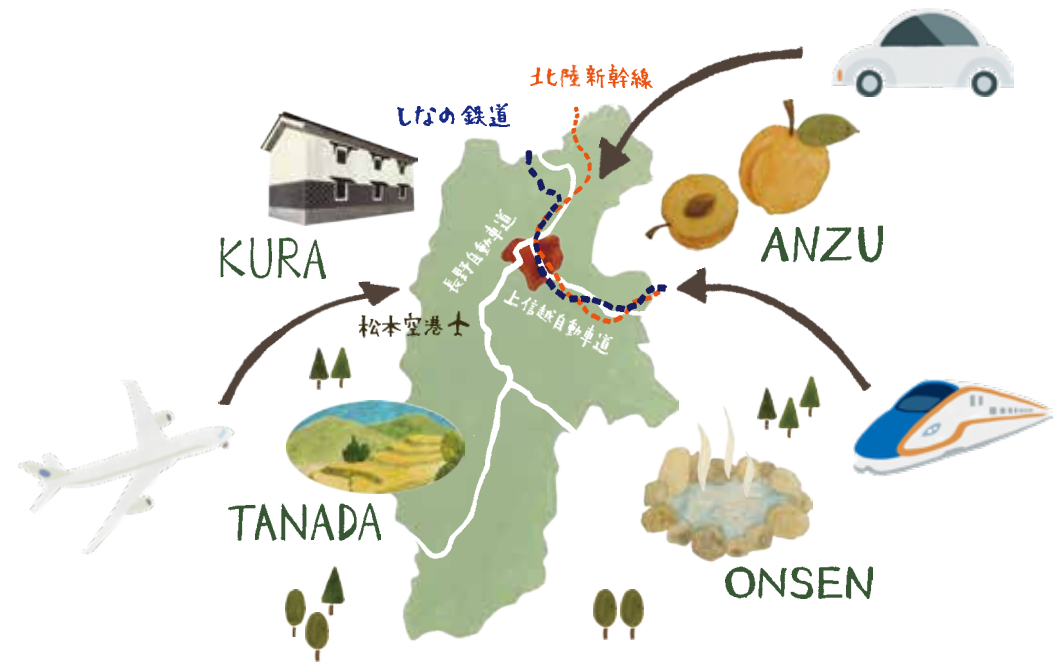 北陸新幹線
しなの鉄道
KURA
ANZU
長野自動車道
上信越自動車道
松本空港
TANADA
ONSEN